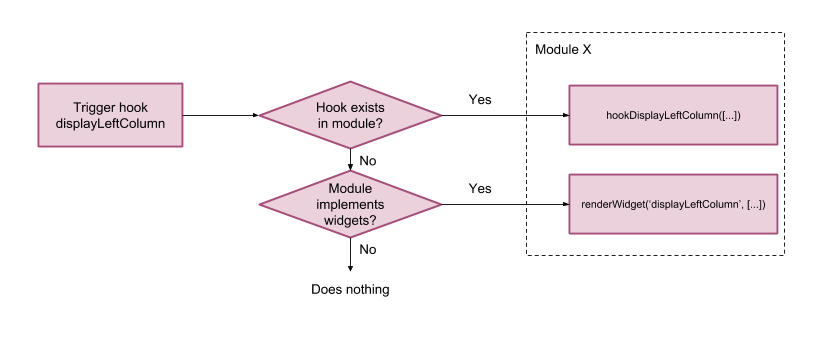 Module X
Trigger hook
displayLeftColumn
Hook exists
in module?
Yes
hookDisplayLeftColumn([...])
No
Module
implements
widgets?
Yes
renderWidget(‘displayLeftColumn’, [...])
No
Does nothing